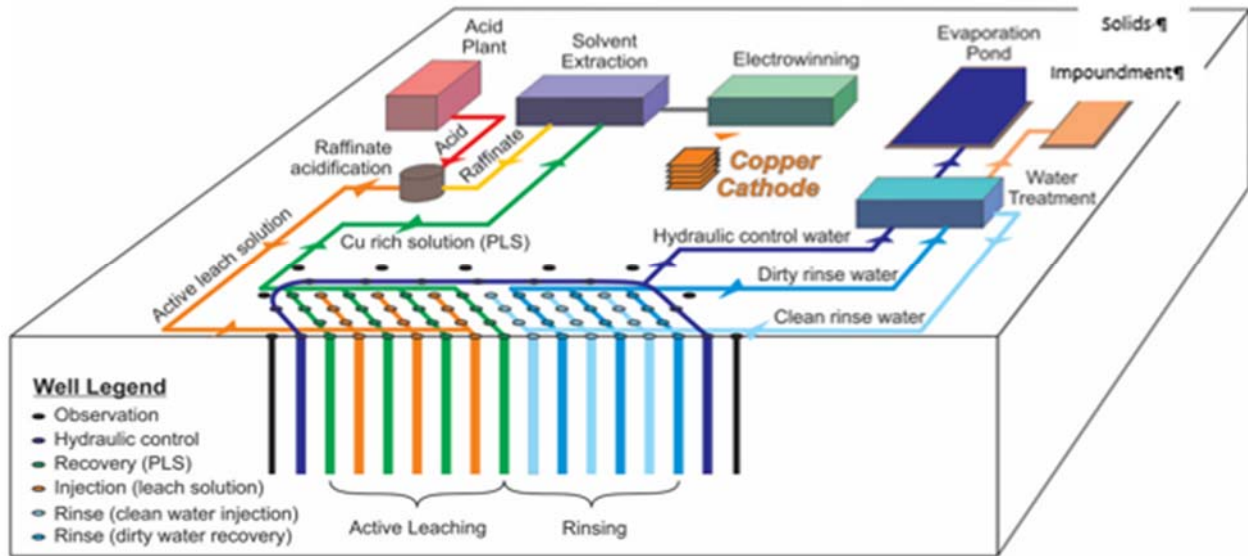 Acid
Plant
Solvent
Extraction
Electrowinning
Evaporation
Pond
Solids·¶
Impoundment¶
Raffinate
acidification
Acid
Raffinate
Copper
Cathode
Water
Treatment
Active leach solution
Cu rich solution (PLS)
Hydraulic control water
Dirty rinse water
Clean rinse water
Well Legend
Observation
Hydraulic control
Recovery (PLS)
Injection (leach solution)
Rinse (clean water injection)
Rinse (dirty water recovery)
Active Leaching
Rinsing